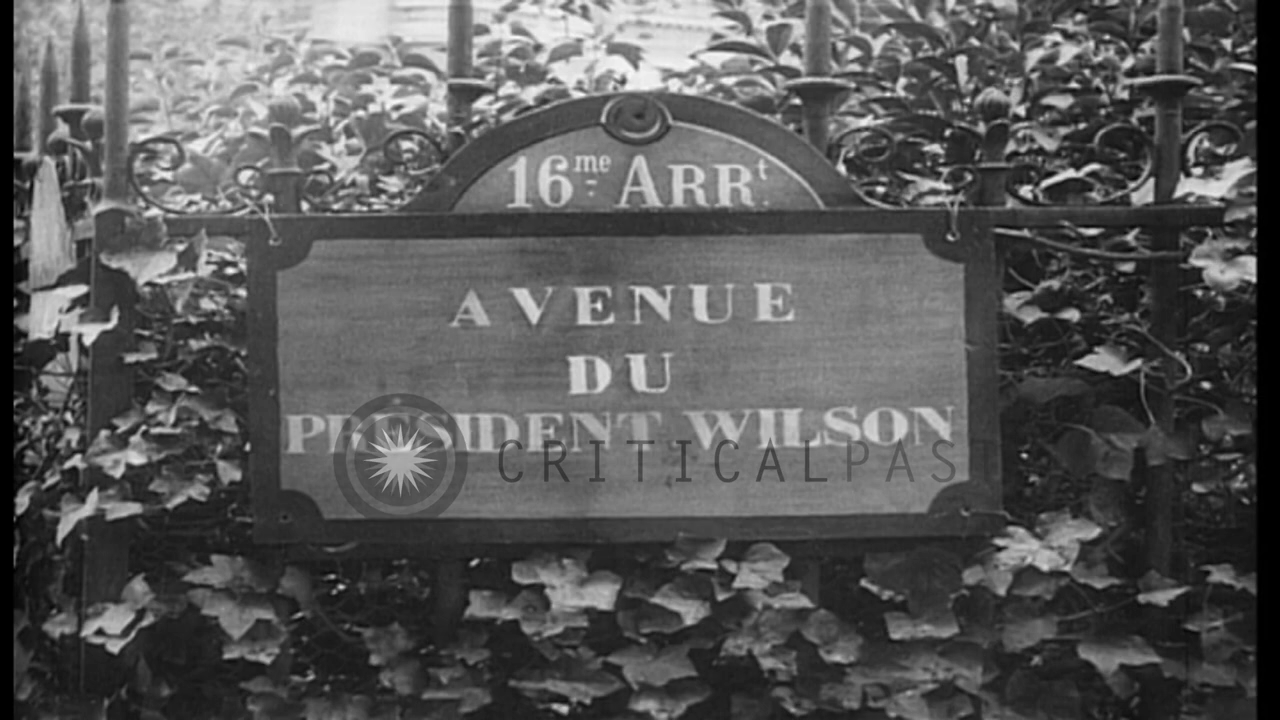 16me ARRt
AVENUE
DU
PRESIDENT WILSON
CRITICALPAS